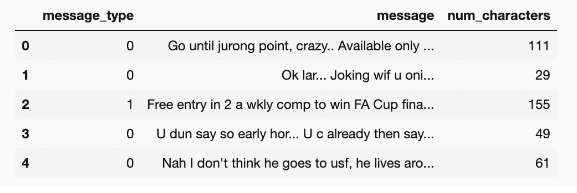 message_type message num_characters
0 0 Go until jurong point, crazy.. Available only ... 111
1 0 Ok lar... Joking wif u oni... 29
2 1 Free entry in 2 a wkly comp to win FA Cup fina... 155
3 0 U dun say so early hor... U c already then say... 49
4 0 Nah I don't think he goes to usf, he lives aro... 61